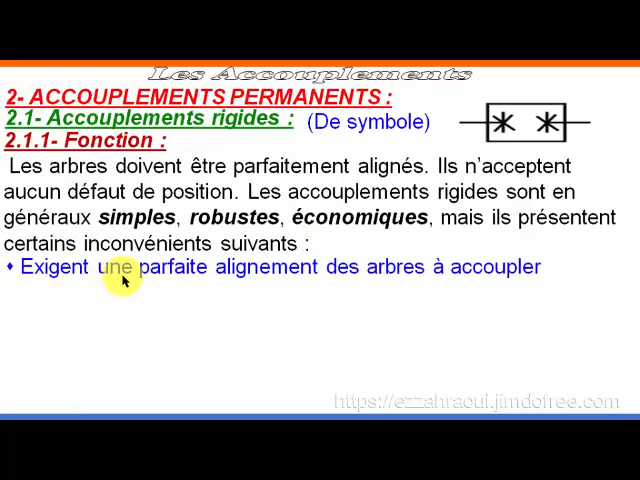 Les Accouplements
2- ACCOUPLEMENTS PERMANENTS :
2.1- Accouplements rigides : (De symbole)
2.1.1- Fonction :
Les arbres doivent être parfaitement alignés. Ils n'acceptent
aucun défaut de position. Les accouplements rigides sont en
généraux simples, robustes, économiques, mais ils présentent
certains inconvénients suivants :
• Exigent une parfaite alignement des arbres à accoupler
https://ezzahraoui.jimdofree.com